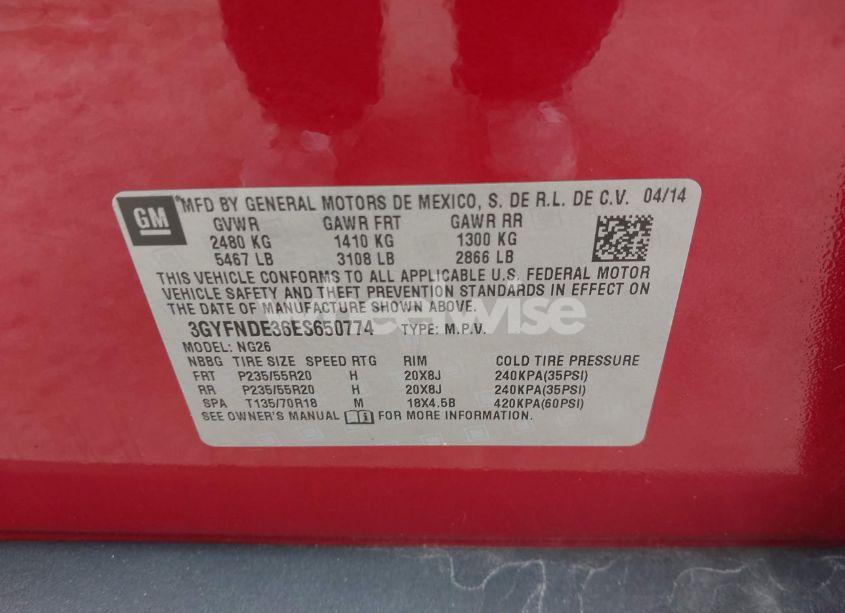 GM
®MFD BY GENERAL MOTORS DE MEXICO, S. DE R.L. DE C.V. 04/14
GVWR GAWR FRT GAWR RR
2480 KG 1410 KG 1300 KG
5467 LB 3108 LB 2866 LB
THIS VEHICLE CONFORMS TO ALL APPLICABLE U.S. FEDERAL MOTOR
VEHICLE SAFETY AND THEFT PREVENTION STANDARDS IN EFFECT ON
THE DATE OF MANUFACTURE SHOWN ABOVE.
3GYFNDE36ES650774 TYPE: M.P.V.
MODEL: NG26
NBBG TIRE SIZE SPEED RTG RIM COLD TIRE PRESSURE
FRT P235/55R20 H 20X8J 240KPA(35PSI)
RR P235/55R20 H 20X8J 240KPA(35PSI)
SPA T135/70R18 M 18X4.5B 420KPA(60PSI)
SEE OWNER'S MANUAL FOR MORE INFORMATION.